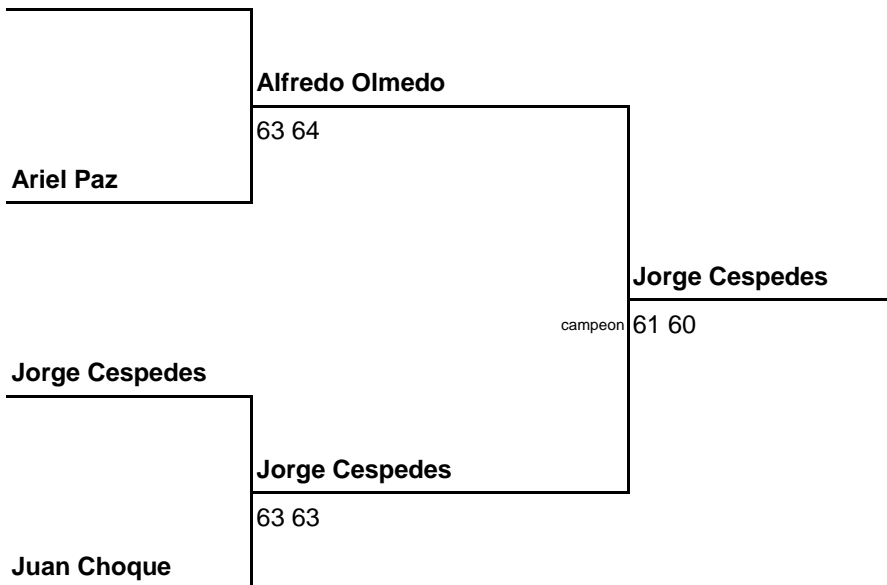 Alfredo Olmedo
63 64
Ariel Paz
Jorge Cespedes
campeon 61 60
Jorge Cespedes
Jorge Cespedes
63 63
Juan Choque